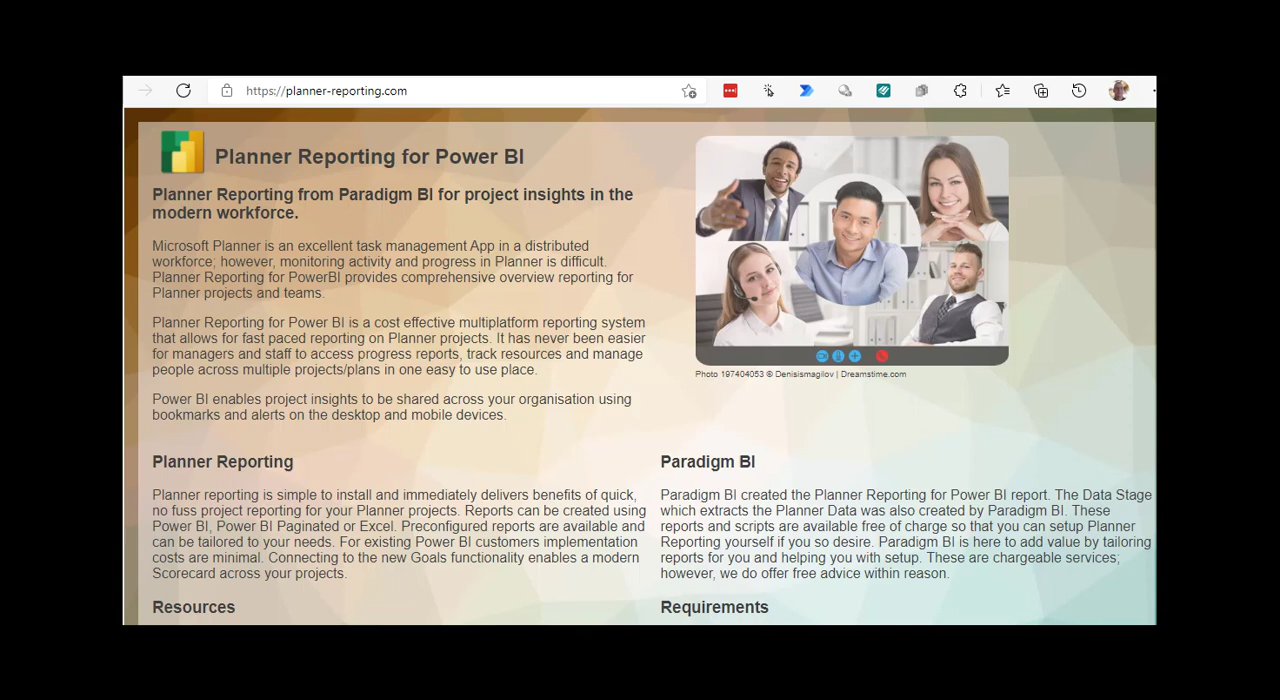 https://planner-reporting.com
Planner Reporting for Power BI
Planner Reporting from Paradigm BI for project insights in the
modern workforce.
Microsoft Planner is an excellent task management App in a distributed
workforce; however, monitoring activity and progress in Planner is difficult.
Planner Reporting for PowerBI provides comprehensive overview reporting for
Planner projects and teams.
Planner Reporting for Power BI is a cost effective multiplatform reporting system
that allows for fast paced reporting on Planner projects. It has never been easier
for managers and staff to access progress reports, track resources and manage
people across multiple projects/plans in one easy to use place.
Power BI enables project insights to be shared across your organisation using
bookmarks and alerts on the desktop and mobile devices.
Photo 197404053 © Denisismagilov | Dreamstime.com
Planner Reporting
Planner reporting is simple to install and immediately delivers benefits of quick,
no fuss project reporting for your Planner projects. Reports can be created using
Power BI, Power BI Paginated or Excel. Preconfigured reports are available and
can be tailored to your needs. For existing Power BI customers implementation
costs are minimal. Connecting to the new Goals functionality enables a modern
Scorecard across your projects.
Paradigm BI
Paradigm BI created the Planner Reporting for Power BI report. The Data Stage
which extracts the Planner Data was also created by Paradigm BI. These
reports and scripts are available free of charge so that you can setup Planner
Reporting yourself if you so desire. Paradigm BI is here to add value by tailoring
reports for you and helping you with setup. These are chargeable services;
however, we do offer free advice within reason.
Resources
Requirements